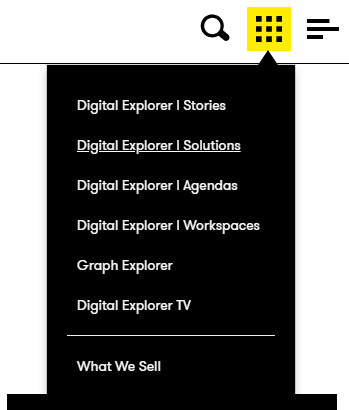 Digital Explorer | Stories
Digital Explorer | Solutions
Digital Explorer | Agendas
Digital Explorer | Workspaces
Graph Explorer
Digital Explorer TV
What We Sell